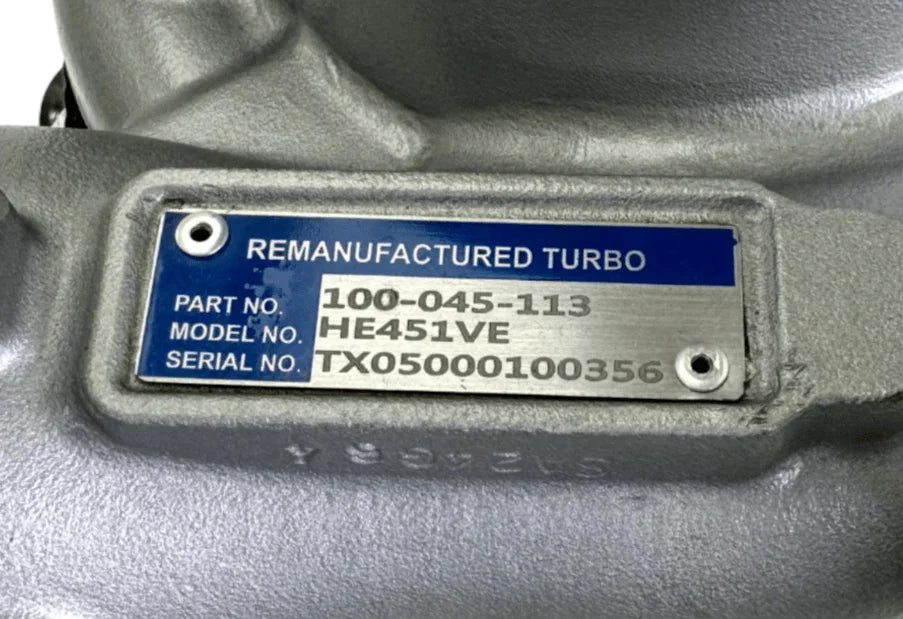 REMANUFACTURED TURBO
PART NO. 100-045-113
MODEL NO. HE451VE
SERIAL NO. TX05000100356